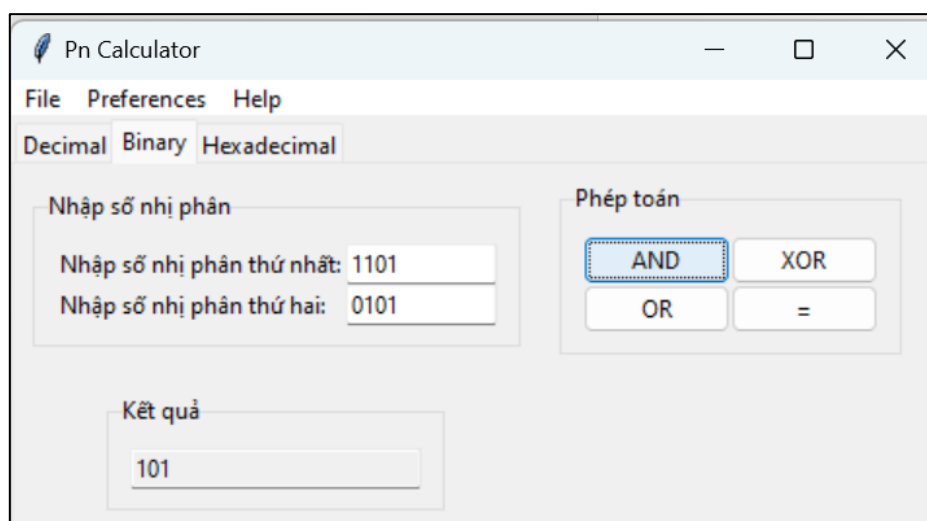 Pn Calculator
File Preferences Help
Decimal Binary Hexadecimal
Nhập số nhị phân
Nhập số nhị phân thứ nhất: 1101
Nhập số nhị phân thứ hai: 0101
Phép toán
AND XOR
OR =
Kết quả
101